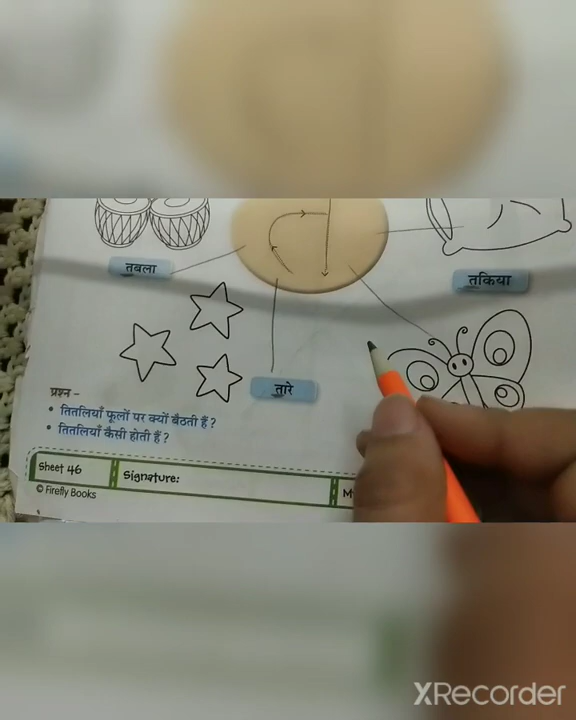 तबला
तकिया
तारे
प्रश्न –
• तितलियाँ फूलों पर क्यों बैठती हैं ?
• तितलियाँ कैसी होती हैं ?
Sheet 46
Signature:
© Firefly Books
XRecorder